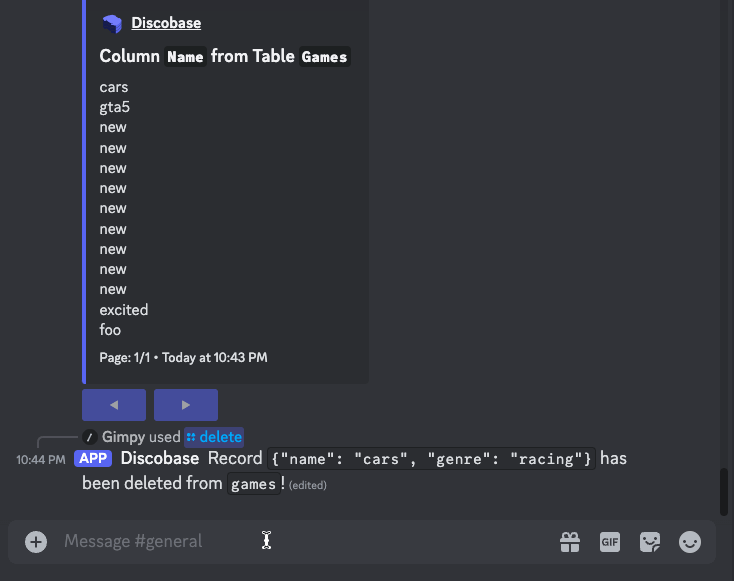 Discobase
Column Name from Table Games
cars
gta5
new
new
new
new
new
new
new
new
new
excited
foo
Page: 1/1 • Today at 10:43 PM
◀ ▶
/ Gimpy used delete
10:44 PM APP Discobase Record {"name": "cars", "genre": "racing"} has
been deleted from games! (edited)
Message #general GIF